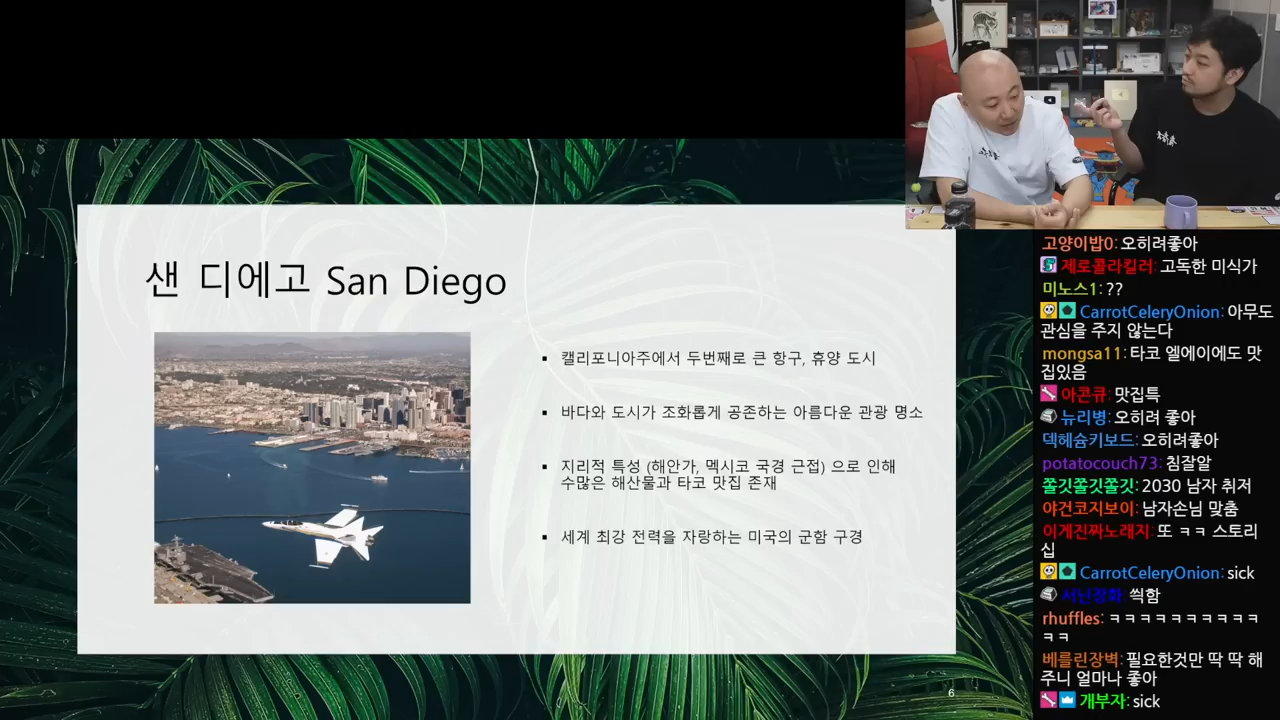 샌 디에고 San Diego
▪ 캘리포니아주에서 두번째로 큰 항구, 휴양 도시
▪ 바다와 도시가 조화롭게 공존하는 아름다운 관광 명소
▪ 지리적 특성 (해안가, 멕시코 국경 근접) 으로 인해
수많은 해산물과 타코 맛집 존재
▪ 세계 최강 전력을 자랑하는 미국의 군함 구경
6
고양이밥0: 오히려좋아
제로콜라킬러: 고독한 미식가
미노스1: ??
CarrotCeleryOnion: 아무도
관심을 주지 않는다
mongsa11: 타코 엘에이에도 맛
집있음
아콘큐: 맛집특
뉴리병: 오히려 좋아
덱헤슘키보드: 오히려좋아
potatocouch73: 침잘알
쫄깃쫄깃쫄깃: 2030 남자 취저
야건코지보이: 남자손님 맞춤
이게진짜노래지: 또 ㅋㅋ 스토리
십
CarrotCeleryOnion: sick
서닌장화: 씍함
rhuffles: ㅋㅋㅋㅋㅋㅋㅋㅋㅋㅋ
ㅋㅋ
베를린장벽: 필요한것만 딱 딱 해
주니 얼마나 좋아
개부자: sick